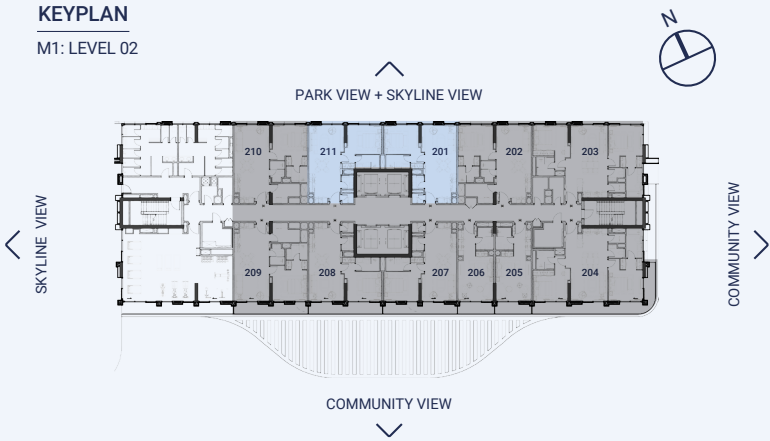 KEYPLAN
M1: LEVEL 02
N
PARK VIEW + SKYLINE VIEW
210
211
201
202
203
SKYLINE VIEW
COMMUNITY VIEW
209
208
207
206
205
204
COMMUNITY VIEW